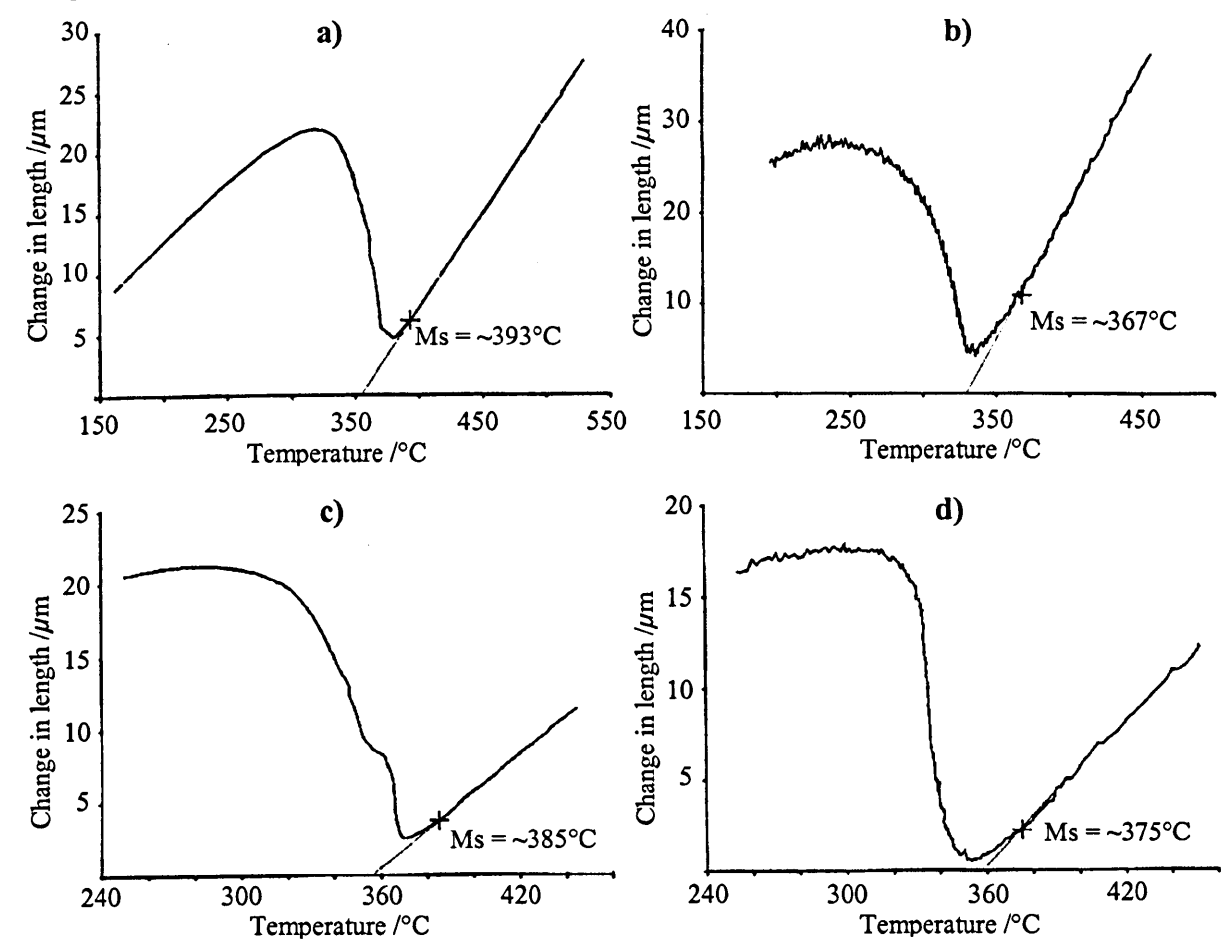 a)
30
25
20
15
10
5
Change in length /µm
Ms = ~393°C
150 250 350 450 550
Temperature /°C
b)
40
30
20
10
Change in length /µm
Ms = ~367°C
150 250 350 450
Temperature /°C
c)
25
20
15
10
5
Change in length /µm
Ms = ~385°C
240 300 360 420
Temperature /°C
d)
20
15
10
5
Change in length /µm
Ms = ~375°C
240 300 360 420
Temperature /°C